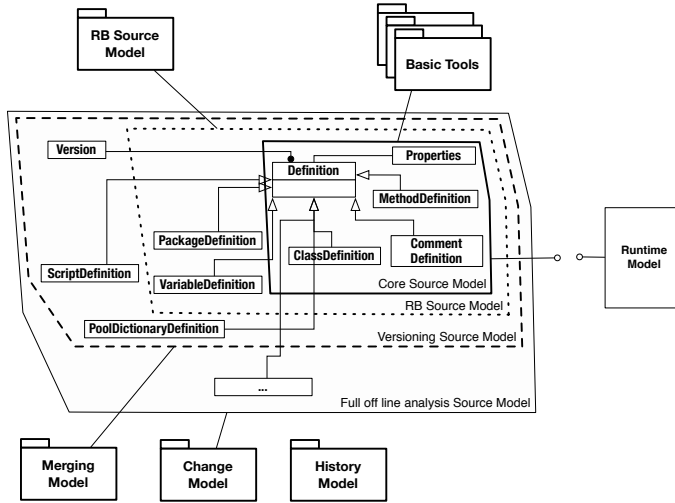 RB Source
Model
Basic Tools
Version
Definition
Properties
MethodDefinition
PackageDefinition
ClassDefinition
Comment
Definition
ScriptDefinition
VariableDefinition
Core Source Model
RB Source Model
PoolDictionaryDefinition
Versioning Source Model
...
Full off line analysis Source Model
Runtime
Model
Merging
Model
Change
Model
History
Model